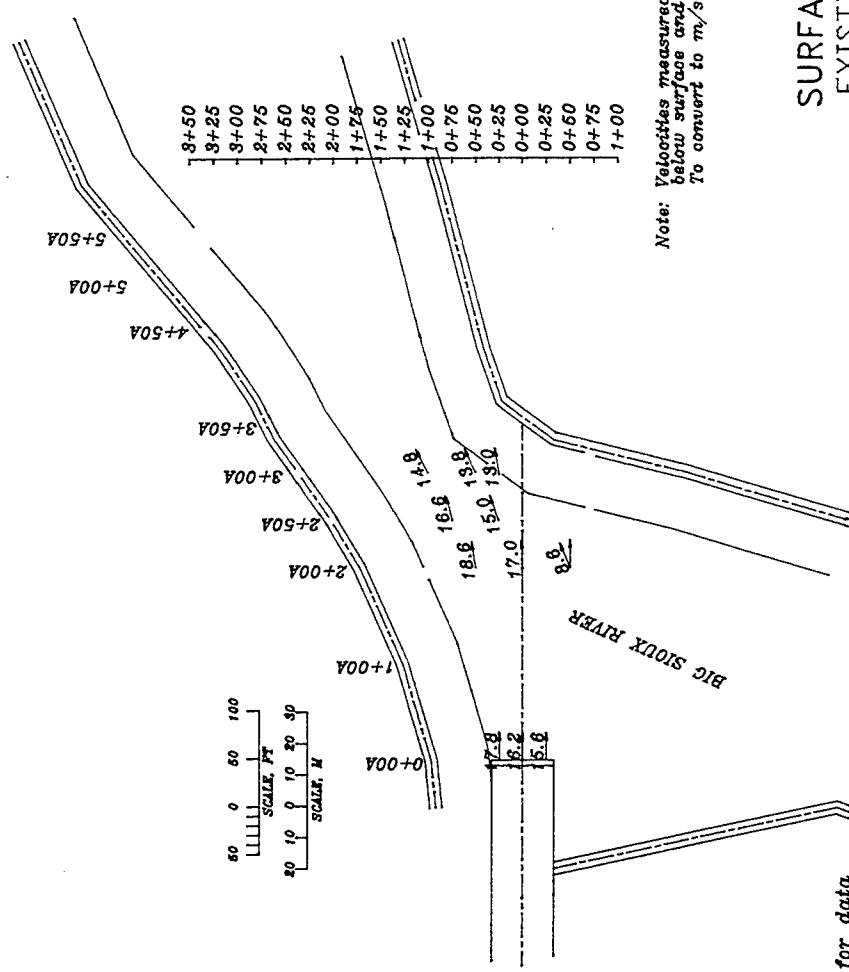 3+50
3+25
3+00
2+75
2+50
2+25
2+00
1+75
1+50
1+25
1+00
0+75
0+50
0+25
0+00
0+25
0+50
0+75
1+00
5+50A
5+00A
4+50A
3+50A
3+00A
2+50A
2+00A
1+00A
0+00A
50 0 50 100
SCALE, FT
20 10 0 10 20 30
SCALE, M
14.8
16.6
13.8
18.6
15.0
13.0
17.0
8.6
7.8
16.2
15.6
BIG SIOUX RIVER
Note: Velocities measured
below surface and
To convert to m/s
SURFA
EXIST
for data